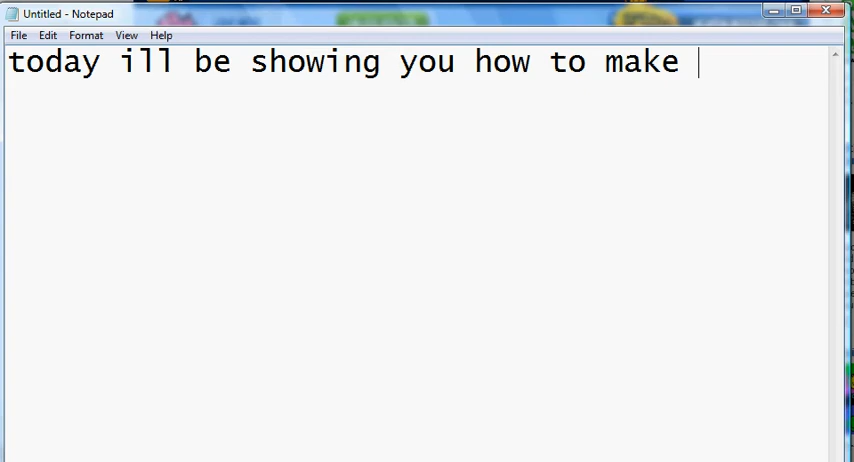 Untitled - Notepad
File Edit Format View Help
today ill be showing you how to make